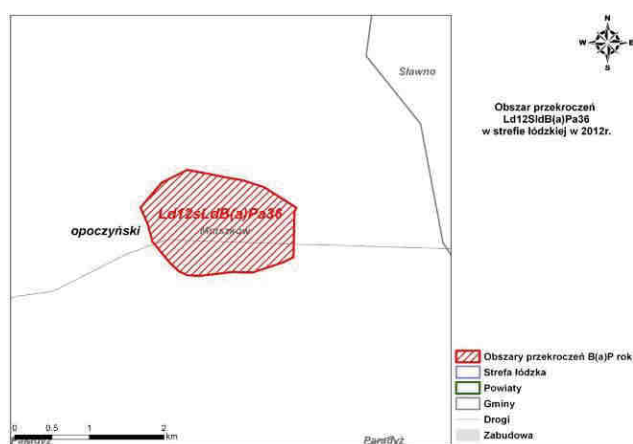 N
W E
S
Sławno
Obszar przekroczeń
Ld12SldB(a)Pa36
w strefie łódzkiej w 2012r.
Ld12sLdB(a)Pa36
opoczyński
Obszary przekroczeń B(a)P rok
Strefa łódzka
Powiaty
Gminy
Drogi
Zabudowa
0 0.5 1 2
km